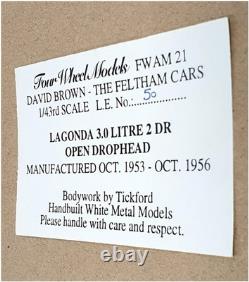 Four Wheel Models FWAM 21
DAVID BROWN - THE FELTHAM CARS
1/43rd SCALE L.E. No.:....50....
LAGONDA 3.0 LITRE 2 DR
OPEN DROPHEAD
MANUFACTURED OCT. 1953 - OCT. 1956
Bodywork by Tickford
Handbuilt White Metal Models
Please handle with care and respect.